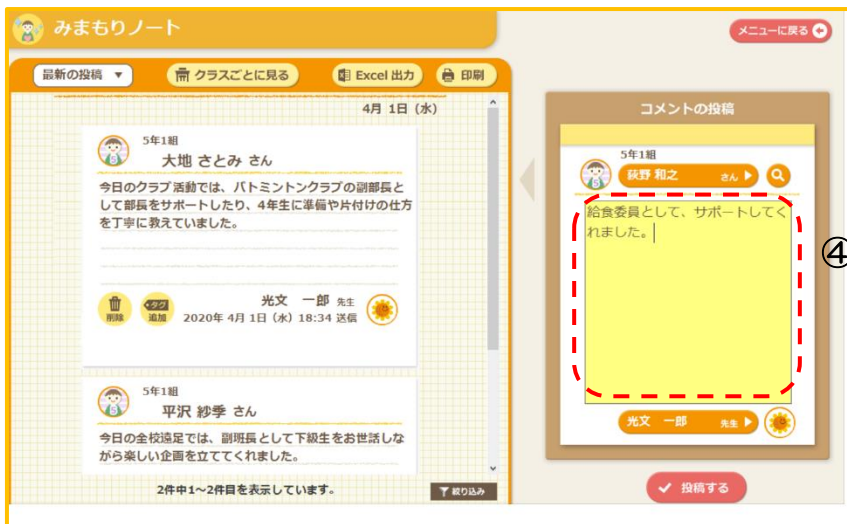 みまもりノート
メニューに戻る
最新の投稿 ▼
クラスごとに見る
Excel 出力
印刷
4月 1日（水）
5年1組
大地 さとみ さん
今日のクラブ活動では、バトミントンクラブの副部長と
して部長をサポートしたり、4年生に準備や片付けの仕方
を丁寧に教えていました。
削除
タグ
追加
光文　一郎 先生
2020年 4月 1日（水）18:34 送信
5年1組
平沢 紗季 さん
今日の全校遠足では、副班長として下級生をお世話しな
がら楽しい企画を立ててくれました。
2件中1～2件目を表示しています。
絞り込み
コメントの投稿
5年1組
荻野 和之 さん ▶
給食委員として、サポートしてく
れました。
④
光文　一郎 先生 ▶
投稿する